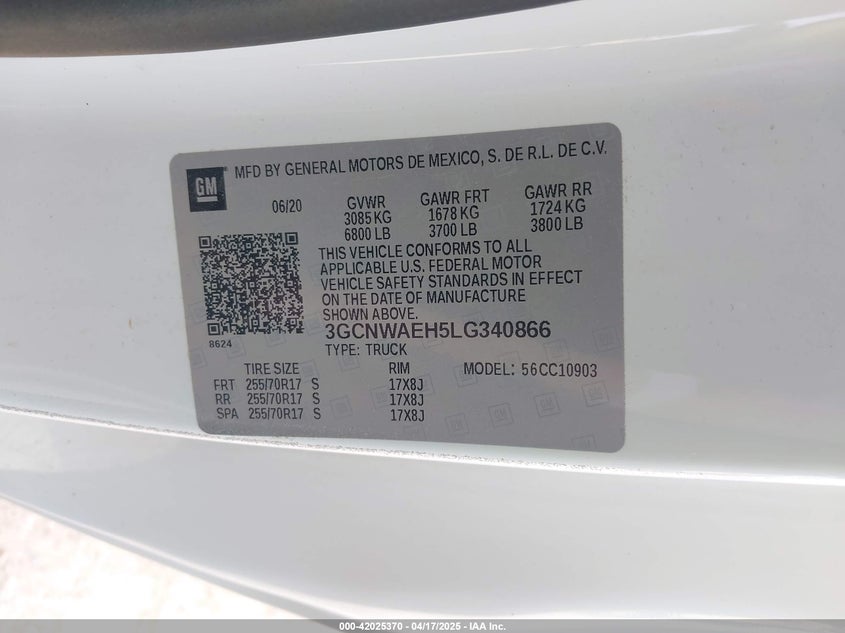 GM
MFD BY GENERAL MOTORS DE MEXICO, S. DE R.L. DE C.V.
06/20 GVWR GAWR FRT GAWR RR
3085 KG 1678 KG 1724 KG
6800 LB 3700 LB 3800 LB
THIS VEHICLE CONFORMS TO ALL
APPLICABLE U.S. FEDERAL MOTOR
VEHICLE SAFETY STANDARDS IN EFFECT
ON THE DATE OF MANUFACTURE
SHOWN ABOVE.
3GCNWAEH5LG340866
8624
TYPE: TRUCK
TIRE SIZE RIM MODEL: 56CC10903
FRT 255/70R17 S 17X8J
RR 255/70R17 S 17X8J
SPA 255/70R17 S 17X8J
000-42025370 - 04/17/2025 - IAA Inc.